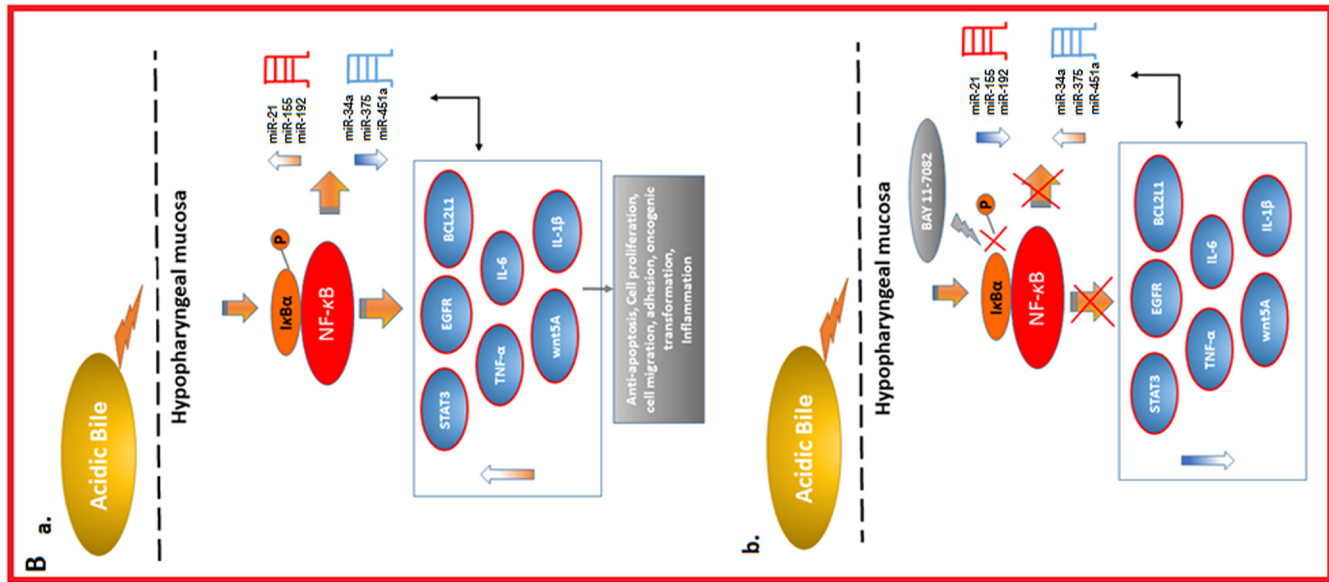 B
a.
Acidic Bile
Hypopharyngeal mucosa
IκBα
P
NF-κB
miR-21
miR-155
miR-192
miR-34a
miR-375
miR-451a
STAT3
EGFR
BCL2L1
TNF-α
IL-6
wnt5A
IL-1β
Anti-apoptosis, Cell proliferation,
cell migration, adhesion, oncogenic
transformation,
Inflammation
b.
Acidic Bile
Hypopharyngeal mucosa
BAY 11-7082
IκBα
P
NF-κB
miR-21
miR-155
miR-192
miR-34a
miR-375
miR-451a
STAT3
EGFR
BCL2L1
TNF-α
IL-6
wnt5A
IL-1β